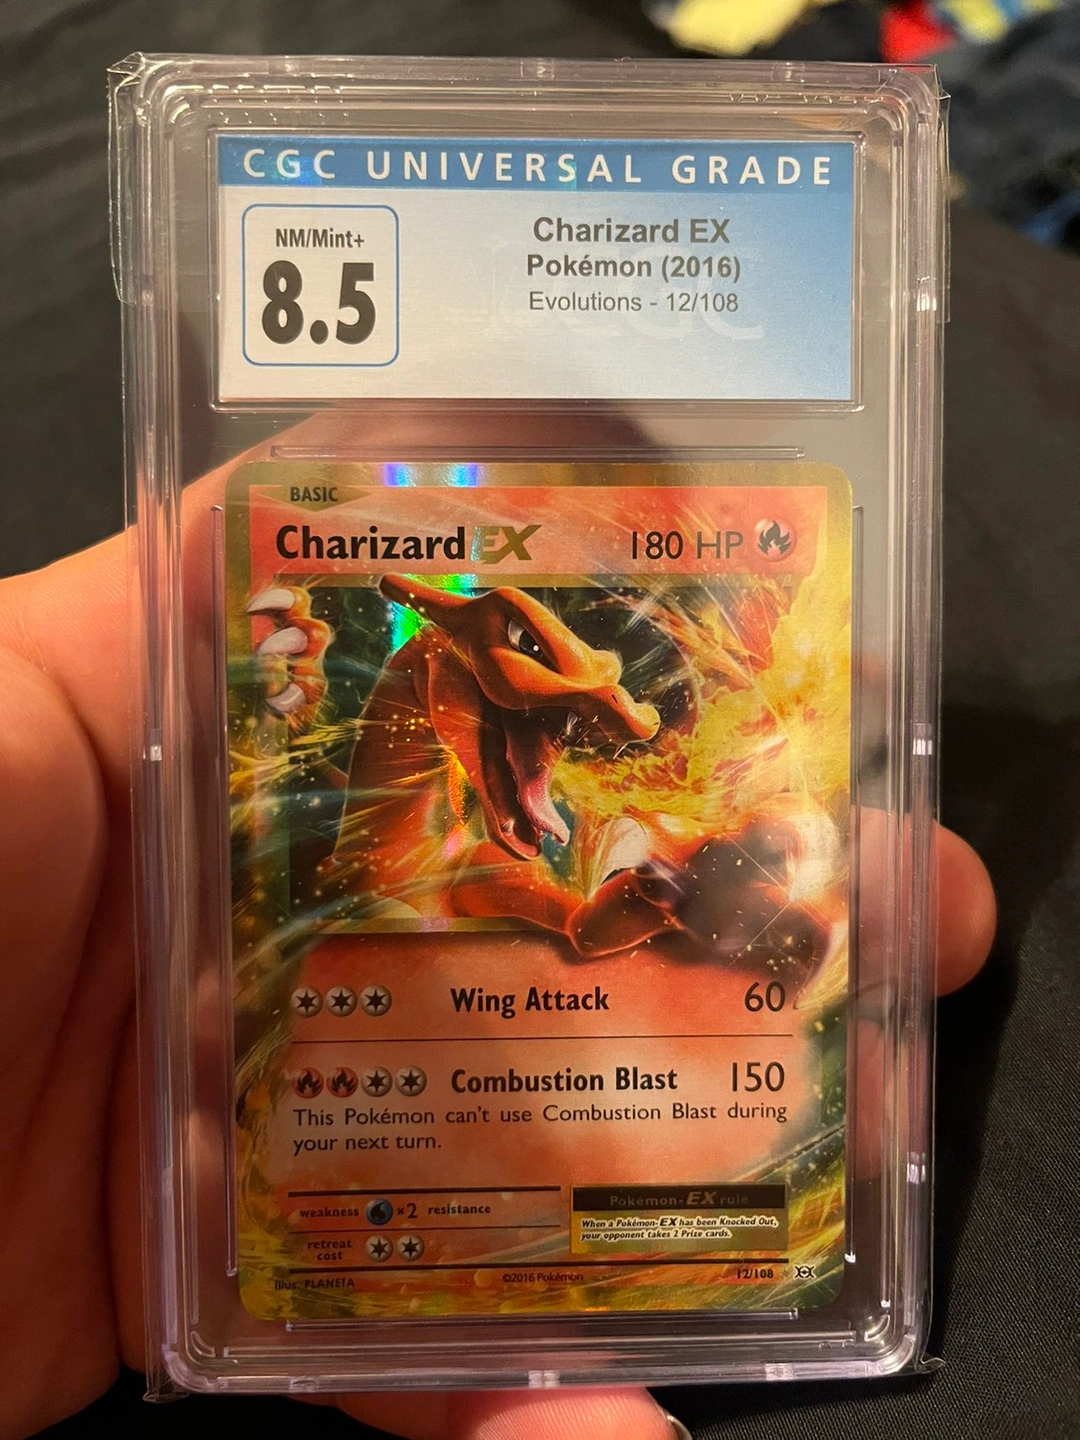 CGC UNIVERSAL GRADE
NM/Mint+
8.5
Charizard EX
Pokémon (2016)
Evolutions - 12/108
BASIC
Charizard EX 180 HP
Wing Attack 60
Combustion Blast 150
This Pokémon can't use Combustion Blast during
your next turn.
weakness ×2 resistance
retreat
cost
Pokémon-EX rule
When a Pokémon-EX has been Knocked Out,
your opponent takes 2 Prize cards.
Illus. PLANETA ©2016 Pokémon 12/108